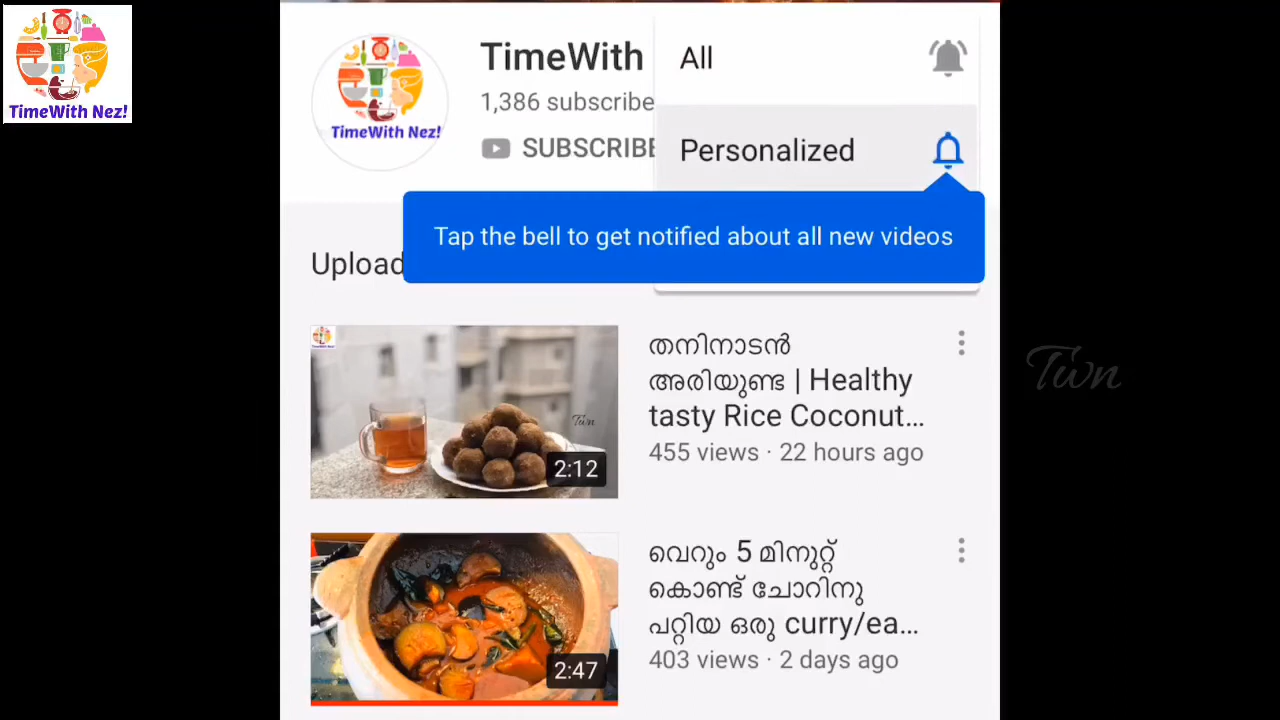 TimeWith Nez!
TimeWith Nez!
TimeWith
1,386 subscribe
SUBSCRIBE
All
Personalized
Tap the bell to get notified about all new videos
Upload
തനിനാടൻ
അരിയുണ്ട | Healthy
tasty Rice Coconut...
455 views · 22 hours ago
TimeWith Nez!
Twn
2:12
Twn
വെറും 5 മിനുറ്റ്
കൊണ്ട് ചോറിനു
പറ്റിയ ഒരു curry/ea...
403 views · 2 days ago
2:47